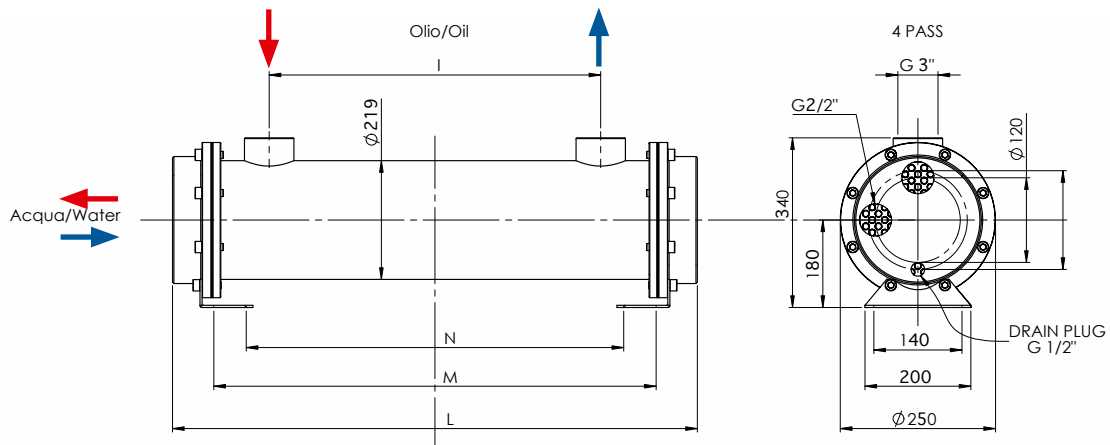 Olio/Oil
4 PASS
I
G 3"
G2/2"
Ø219
Ø120
Acqua/Water
340
180
N
DRAIN PLUG
G 1/2"
140
M
200
L
Ø250